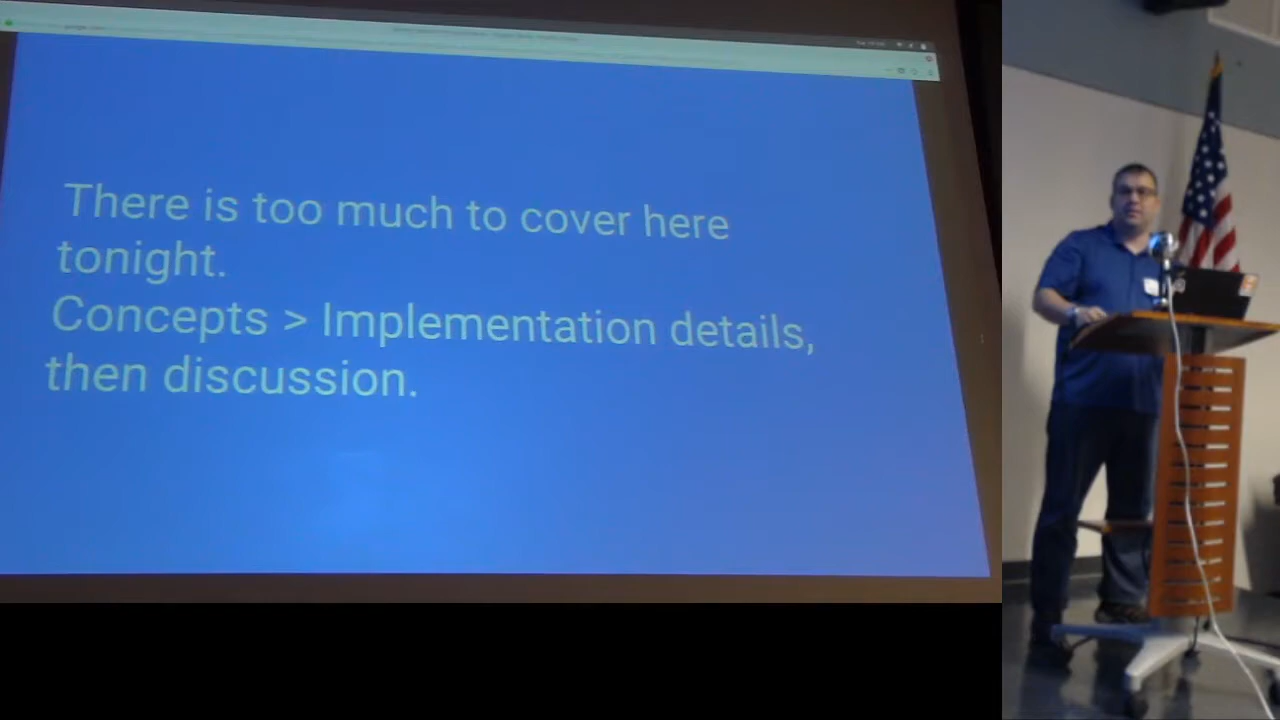 There is too much to cover here
tonight.
Concepts > Implementation details,
then discussion.